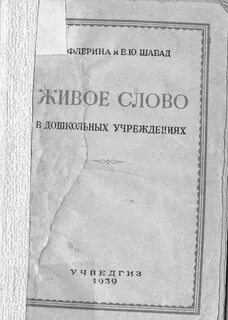 ФЛЕРИНА и Е.Ю. ШАБАД
ЖИВОЕ СЛОВО
В ДОШКОЛЬНЫХ УЧРЕЖДЕНИЯХ
УЧПЕДГИЗ
1939